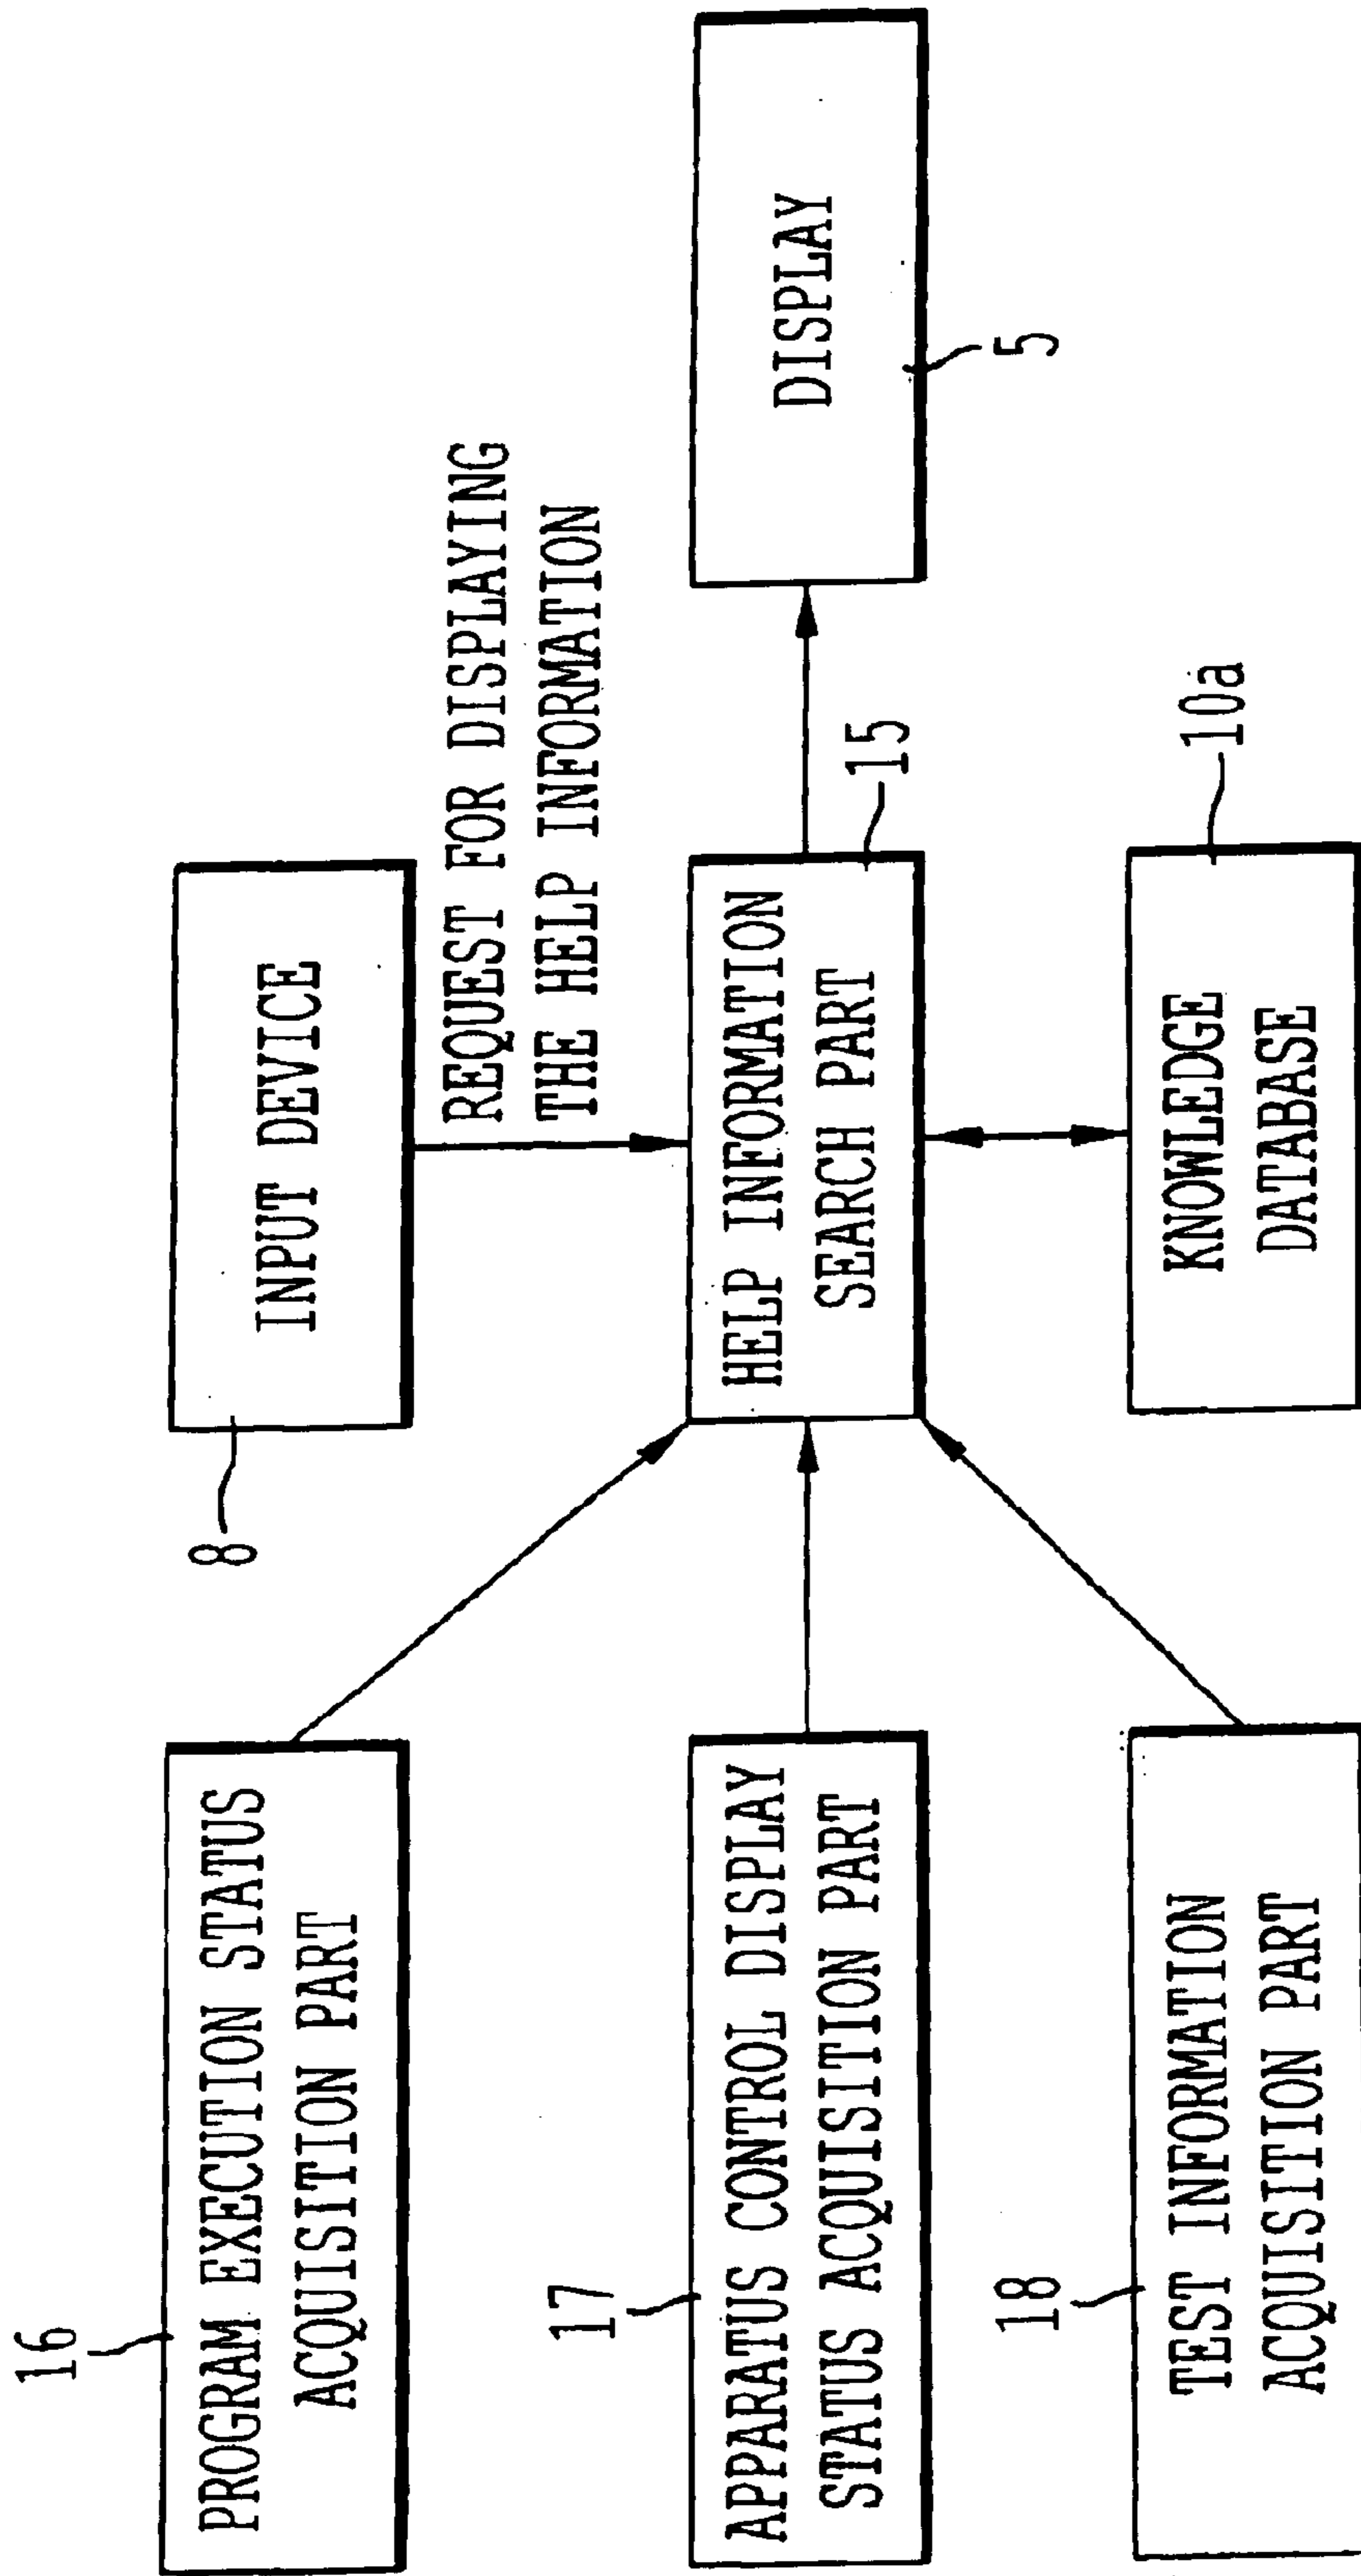 16
PROGRAM EXECUTION STATUS
ACQUISITION PART
8
INPUT DEVICE
REQUEST FOR DISPLAYING
THE HELP INFORMATION
17
APPARATUS CONTROL DISPLAY
STATUS ACQUISITION PART
HELP INFORMATION
SEARCH PART
15
DISPLAY
5
18
TEST INFORMATION
ACQUISITION PART
KNOWLEDGE
DATABASE
10a